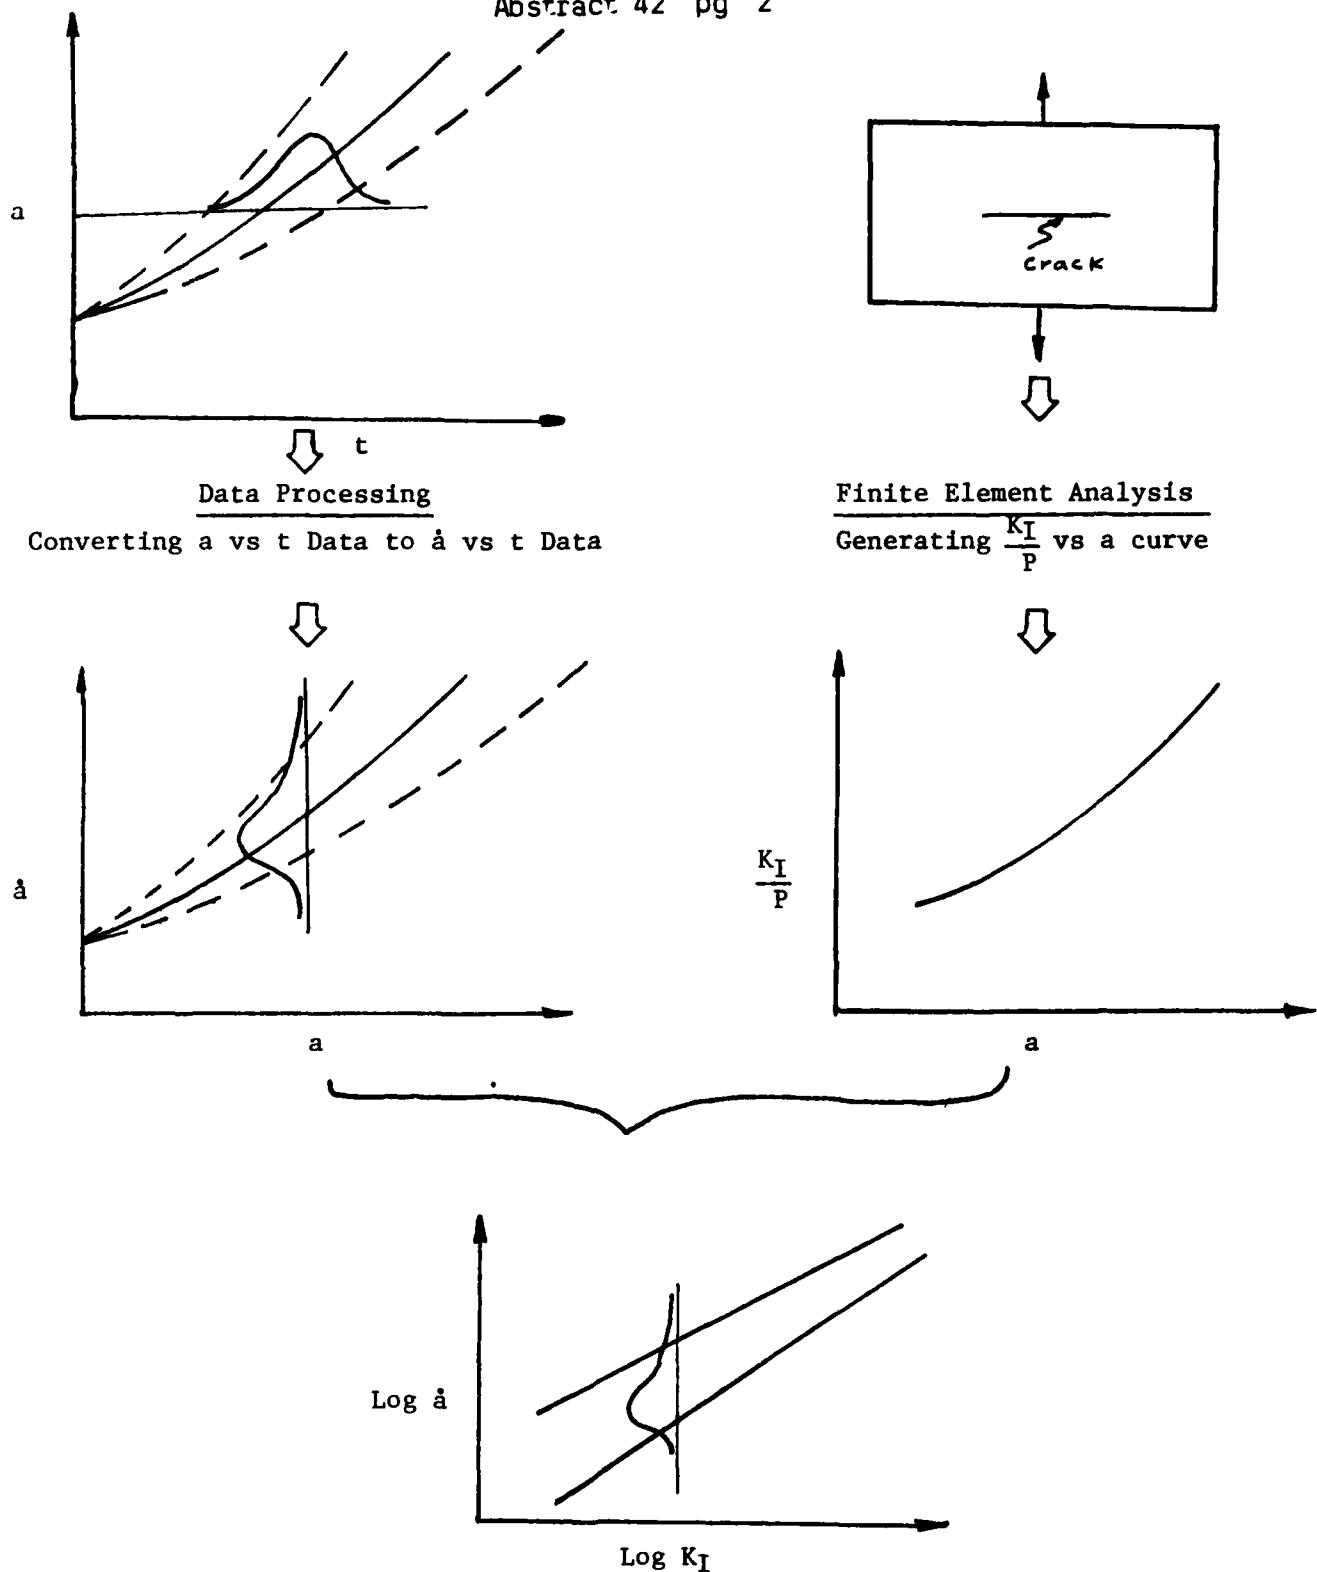 Abstract 42 pg 2
a
t
crack
Data Processing
Converting a vs t Data to ȧ vs t Data
Finite Element Analysis
Generating K_I/P vs a curve
ȧ
a
K_I/P
a
Log ȧ
Log K_I